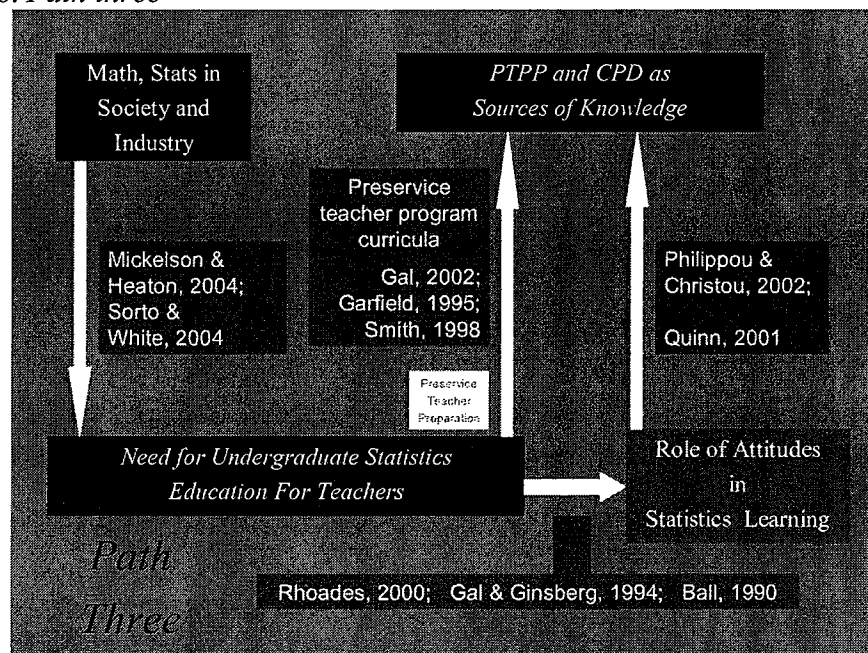 Path three
Math, Stats in
Society and
Industry
PTPP and CPD as
Sources of Knowledge
Preservice
teacher program
curricula
Gal, 2002;
Garfield, 1995;
Smith, 1998
Mickelson &
Heaton, 2004;
Sorto &
White, 2004
Philippou &
Christou, 2002;
Quinn, 2001
Preservice
Teacher
Preparation
Need for Undergraduate Statistics
Education For Teachers
Role of Attitudes
in
Statistics Learning
Path
Three
Rhoades, 2000; Gal & Ginsberg, 1994; Ball, 1990